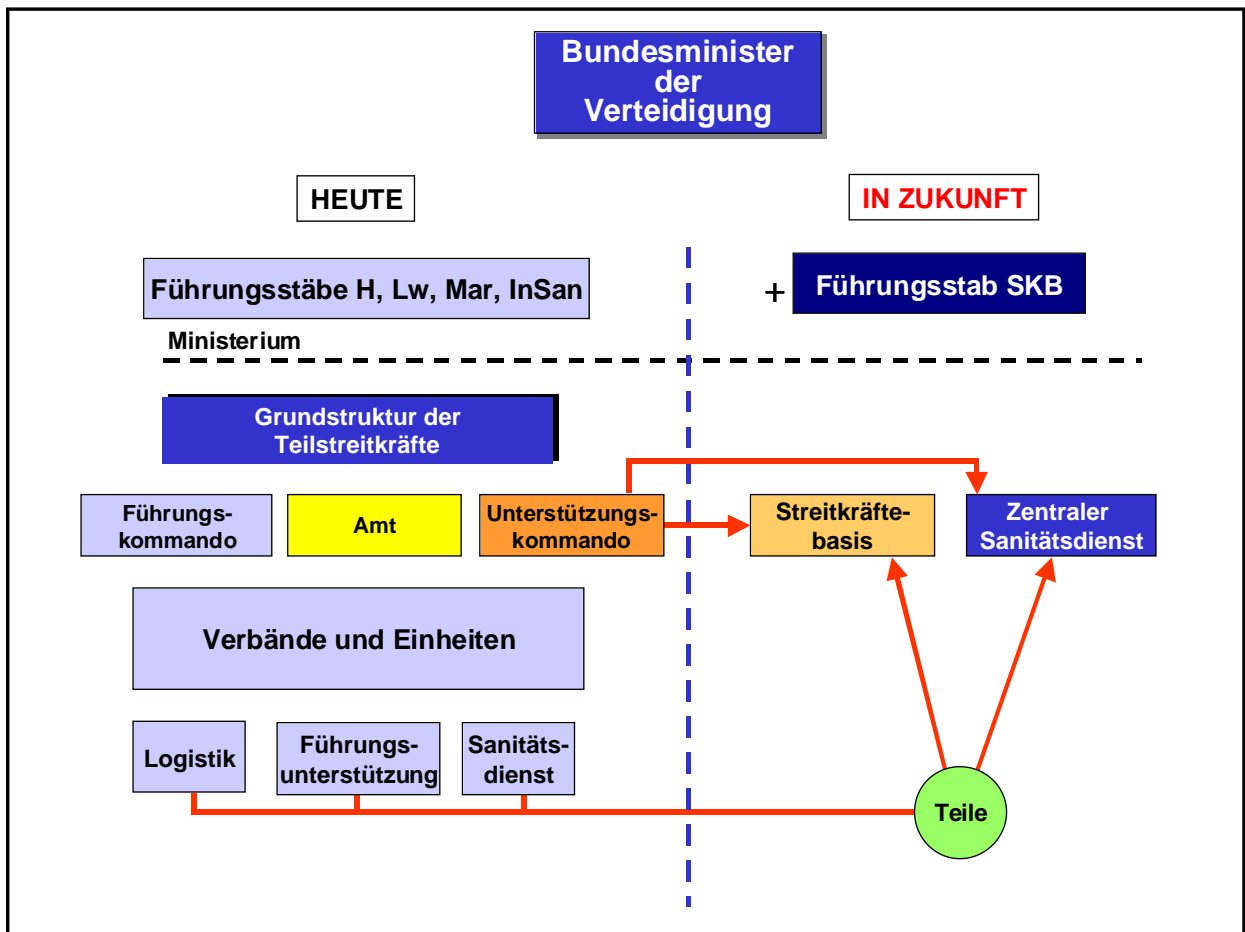 Bundesminister
der
Verteidigung
HEUTE
IN ZUKUNFT
Führungsstäbe H, Lw, Mar, InSan
+
Führungsstab SKB
Ministerium
Grundstruktur der
Teilstreitkräfte
Führungs-
kommando
Amt
Unterstützungs-
kommando
Streitkräfte-
basis
Zentraler
Sanitätsdienst
Verbände und Einheiten
Logistik
Führungs-
unterstützung
Sanitäts-
dienst
Teile